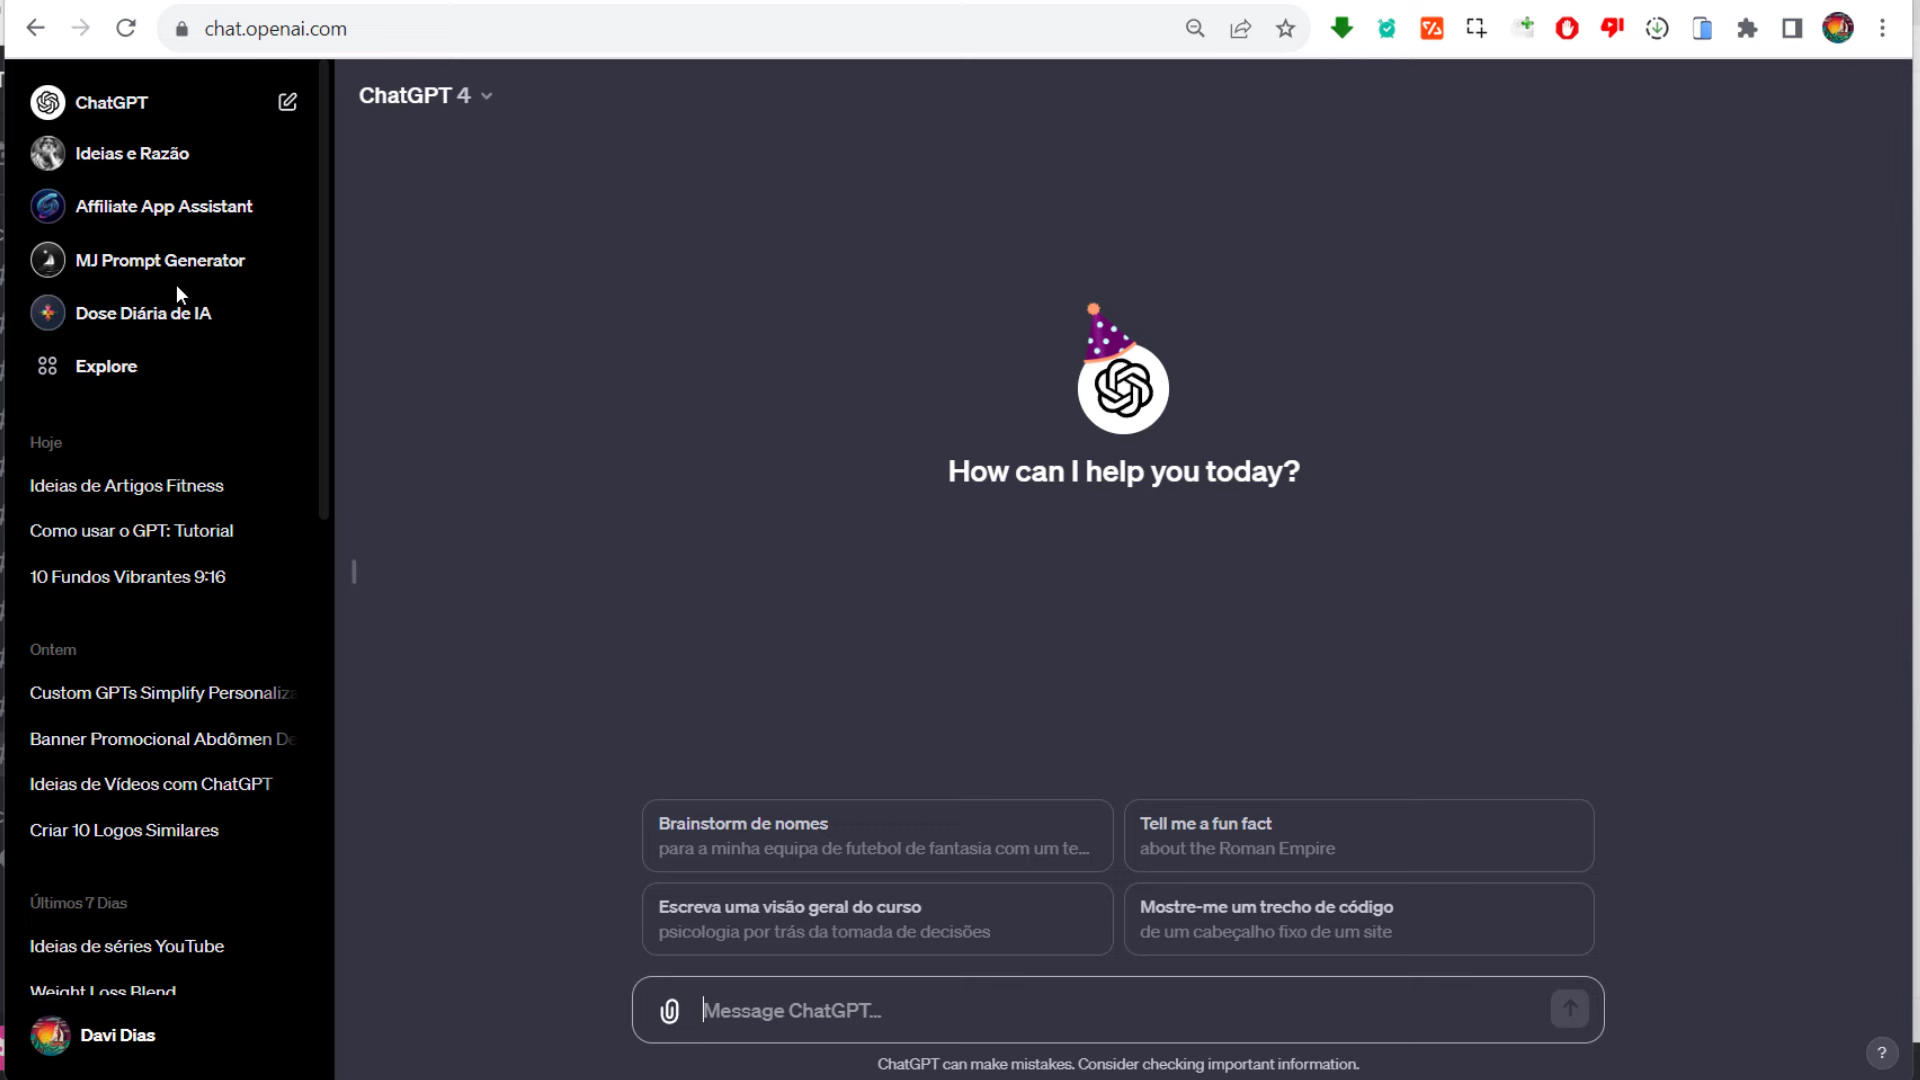 chat.openai.com
ChatGPT
Ideias e Razão
Affiliate App Assistant
MJ Prompt Generator
Dose Diária de IA
Explore
Hoje
Ideias de Artigos Fitness
Como usar o GPT: Tutorial
10 Fundos Vibrantes 9:16
Ontem
Custom GPTs Simplify Personaliza
Banner Promocional Abdômen De
Ideias de Vídeos com ChatGPT
Criar 10 Logos Similares
Últimos 7 Dias
Ideias de séries YouTube
Weight Loss Blend
Davi Dias
ChatGPT 4
How can I help you today?
Brainstorm de nomes
para a minha equipa de futebol de fantasia com um te...
Tell me a fun fact
about the Roman Empire
Escreva uma visão geral do curso
psicologia por trás da tomada de decisões
Mostre-me um trecho de código
de um cabeçalho fixo de um site
Message ChatGPT...
ChatGPT can make mistakes. Consider checking important information.
?